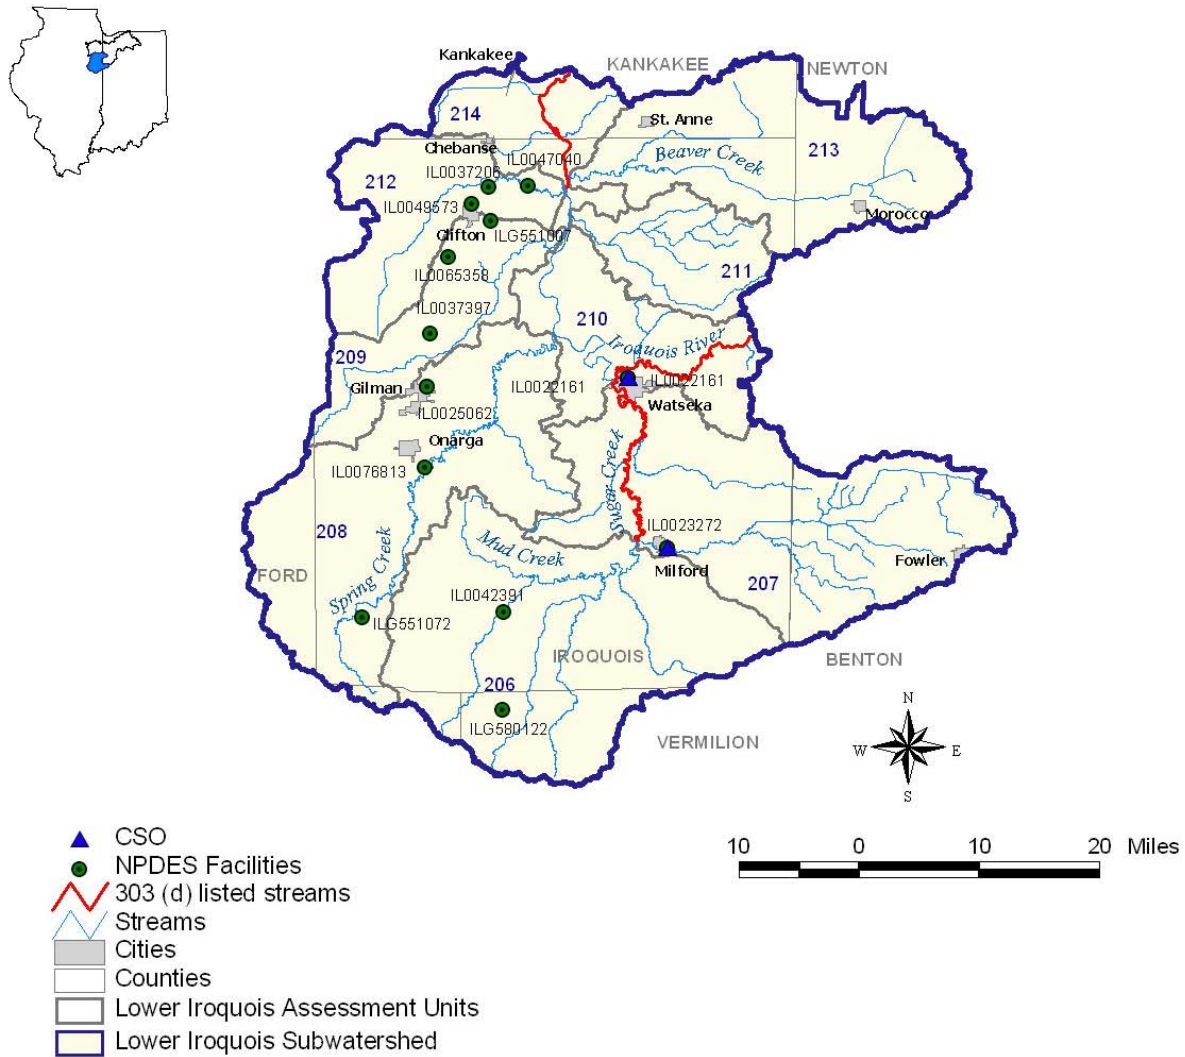 Kankakee
KANKAKEE
NEWTON
214
St. Anne
Chebanse
IL0047040
Beaver Creek
213
212
IL0037206
IL0049573
Morocco
Clifton
ILG551007
IL0065358
211
IL0037397
210
Iroquois River
209
Gilman
IL0022161
IL0022161
Watseka
IL0025062
Onarga
IL0076813
Sugar Creek
IL0023272
208
Mud Creek
Fowler
Milford
FORD
Spring Creek
207
IL0042391
ILG551072
IROQUOIS
BENTON
206
ILG580122
VERMILION
N
W E
S
CSO
NPDES Facilities
303 (d) listed streams
Streams
Cities
Counties
Lower Iroquois Assessment Units
Lower Iroquois Subwatershed
10 0 10 20 Miles